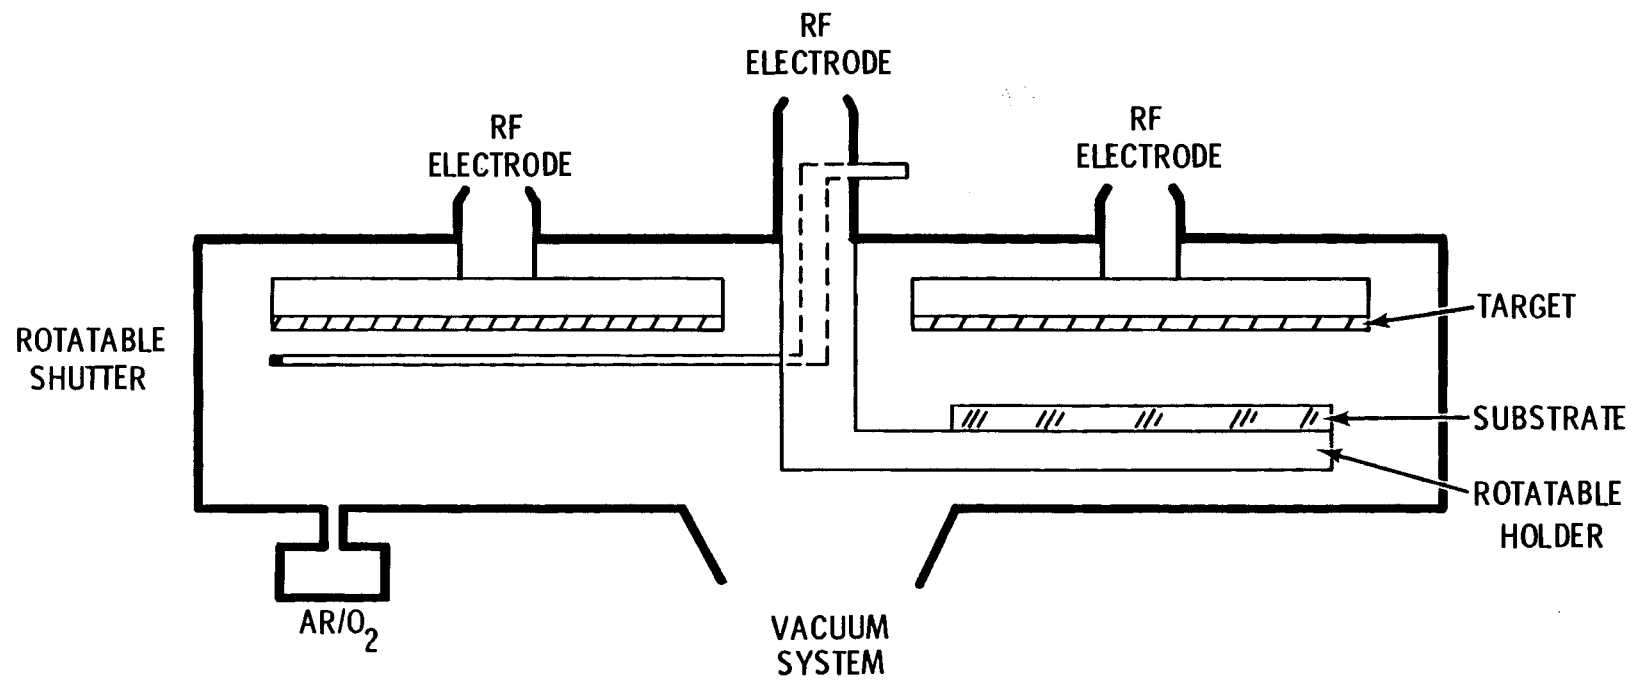 RF
ELECTRODE
RF
ELECTRODE
RF
ELECTRODE
TARGET
ROTATABLE
SHUTTER
SUBSTRATE
ROTATABLE
HOLDER
AR/O2
VACUUM
SYSTEM